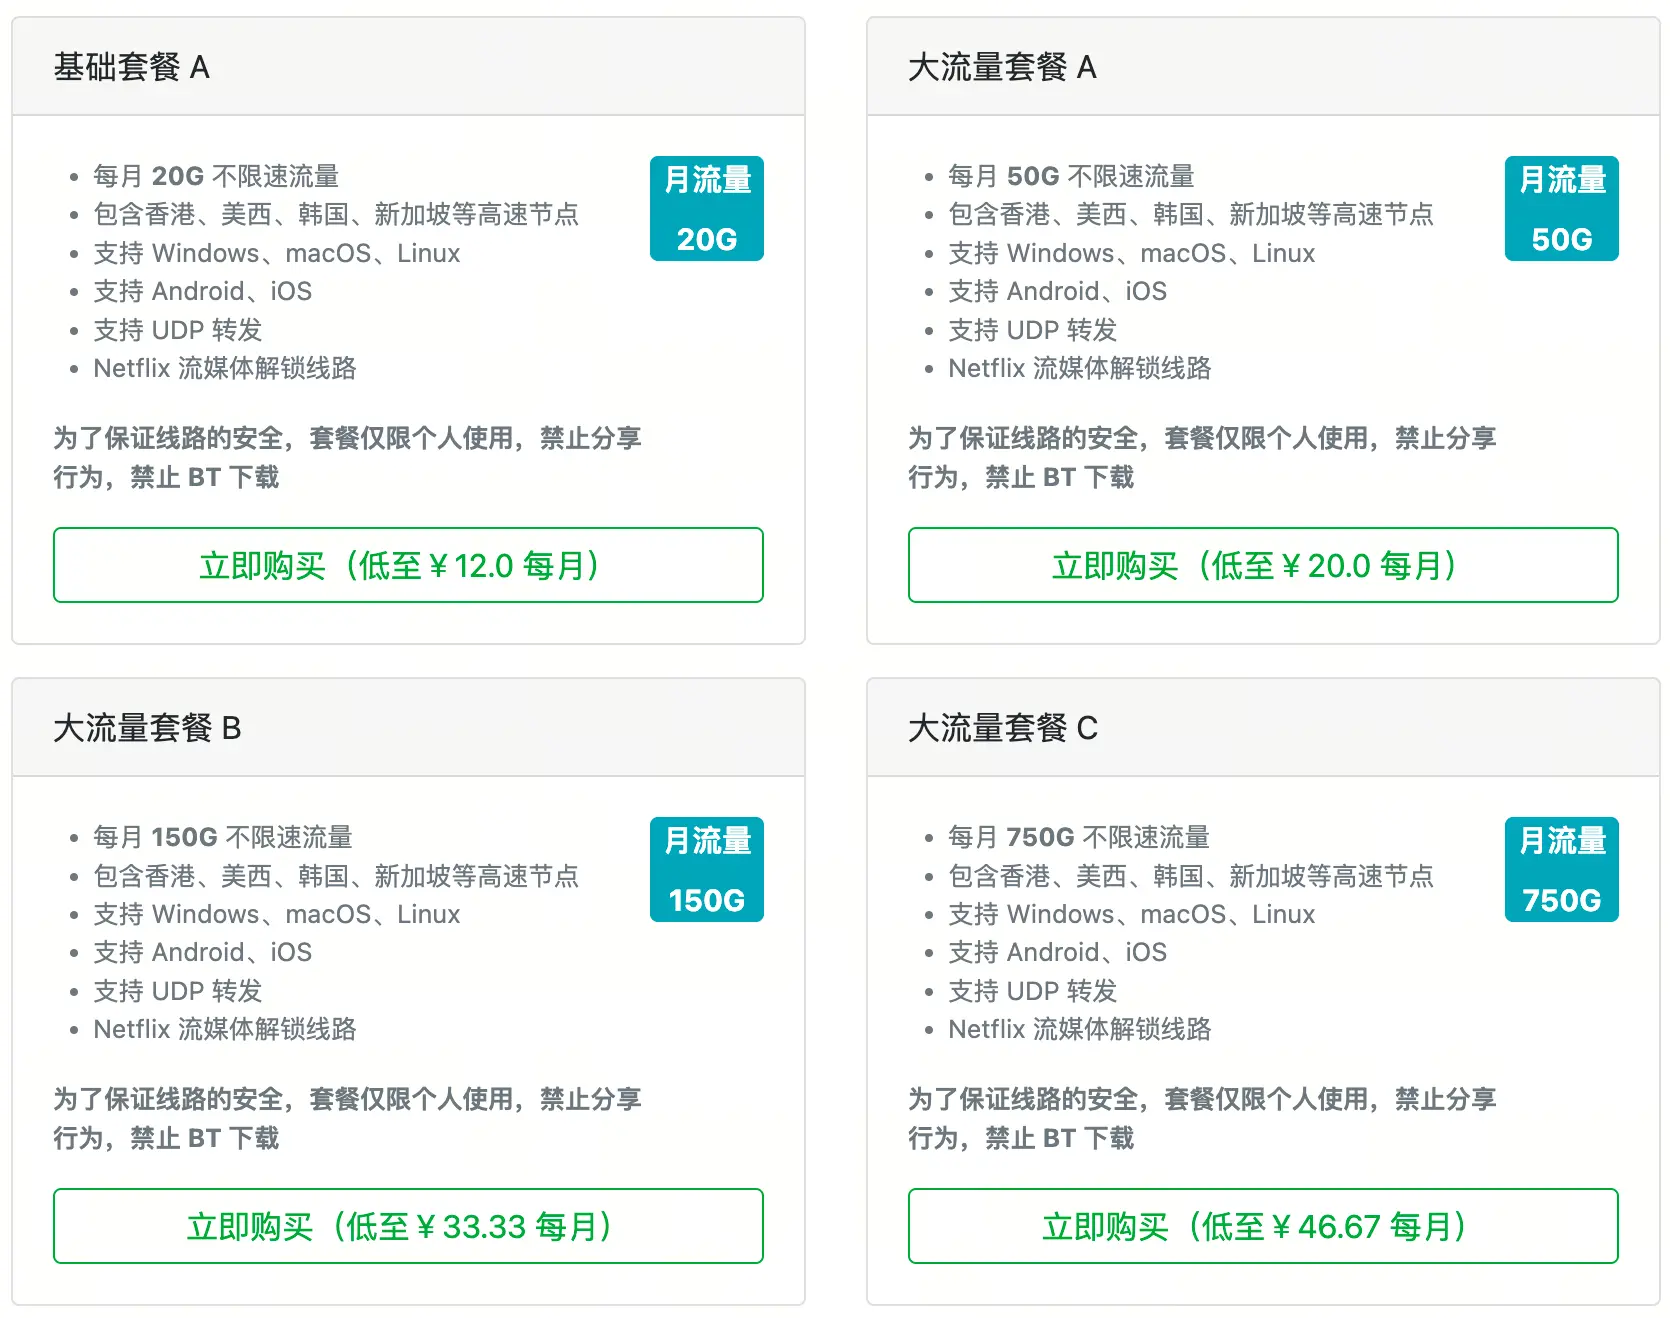 基础套餐 A
每月 20G 不限速流量
包含香港、美西、韩国、新加坡等高速节点
支持 Windows、macOS、Linux
支持 Android、iOS
支持 UDP 转发
Netflix 流媒体解锁线路
月流量
20G
为了保证线路的安全，套餐仅限个人使用，禁止分享
行为，禁止 BT 下载
立即购买（低至 ¥ 12.0 每月）
大流量套餐 A
每月 50G 不限速流量
包含香港、美西、韩国、新加坡等高速节点
支持 Windows、macOS、Linux
支持 Android、iOS
支持 UDP 转发
Netflix 流媒体解锁线路
月流量
50G
为了保证线路的安全，套餐仅限个人使用，禁止分享
行为，禁止 BT 下载
立即购买（低至 ¥ 20.0 每月）
大流量套餐 B
每月 150G 不限速流量
包含香港、美西、韩国、新加坡等高速节点
支持 Windows、macOS、Linux
支持 Android、iOS
支持 UDP 转发
Netflix 流媒体解锁线路
月流量
150G
为了保证线路的安全，套餐仅限个人使用，禁止分享
行为，禁止 BT 下载
立即购买（低至 ¥ 33.33 每月）
大流量套餐 C
每月 750G 不限速流量
包含香港、美西、韩国、新加坡等高速节点
支持 Windows、macOS、Linux
支持 Android、iOS
支持 UDP 转发
Netflix 流媒体解锁线路
月流量
750G
为了保证线路的安全，套餐仅限个人使用，禁止分享
行为，禁止 BT 下载
立即购买（低至 ¥ 46.67 每月）